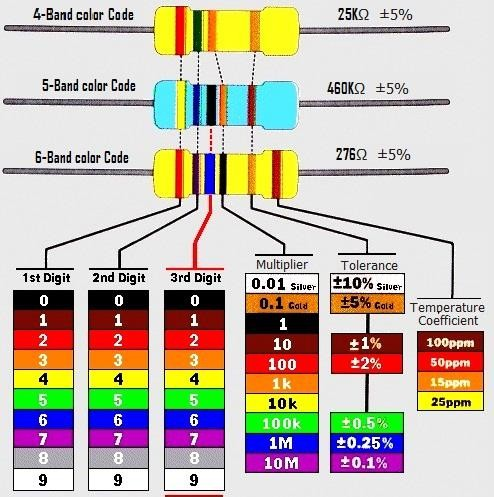 4-Band color Code 25KΩ ±5%
5-Band color Code 460KΩ ±5%
6-Band color Code 276Ω ±5%
1st Digit 2nd Digit 3rd Digit Multiplier Tolerance Temperature Coefficient
0 0 0 0.01 Silver ±10% Silver
1 1 1 0.1 Gold ±5% Gold
2 2 2 1
3 3 3 10 ±1% 100ppm
4 4 4 100 ±2% 50ppm
5 5 5 1k 15ppm
6 6 6 10k 25ppm
7 7 7 100k ±0.5%
8 8 8 1M ±0.25%
9 9 9 10M ±0.1%